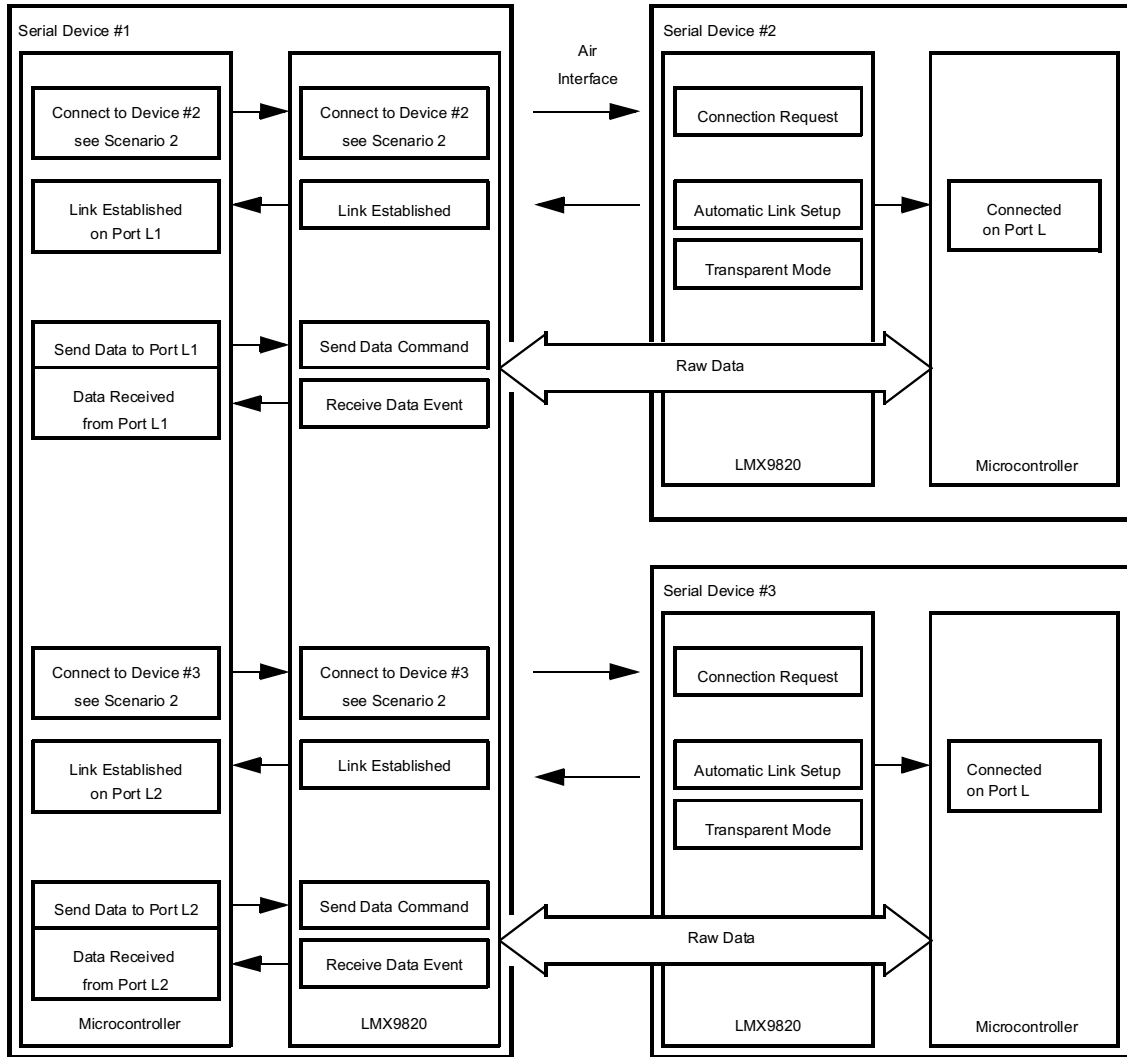 Serial Device #1
Connect to Device #2
see Scenario 2
Connect to Device #2
see Scenario 2
Link Established
on Port L1
Link Established
Send Data to Port L1
Send Data Command
Data Received
from Port L1
Receive Data Event
Connect to Device #3
see Scenario 2
Connect to Device #3
see Scenario 2
Link Established
on Port L2
Link Established
Send Data to Port L2
Send Data Command
Data Received
from Port L2
Receive Data Event
Microcontroller
LMX9820
Air
Interface
Serial Device #2
Connection Request
Automatic Link Setup
Connected
on Port L
Transparent Mode
Raw Data
LMX9820
Microcontroller
Serial Device #3
Connection Request
Automatic Link Setup
Connected
on Port L
Transparent Mode
Raw Data
LMX9820
Microcontroller